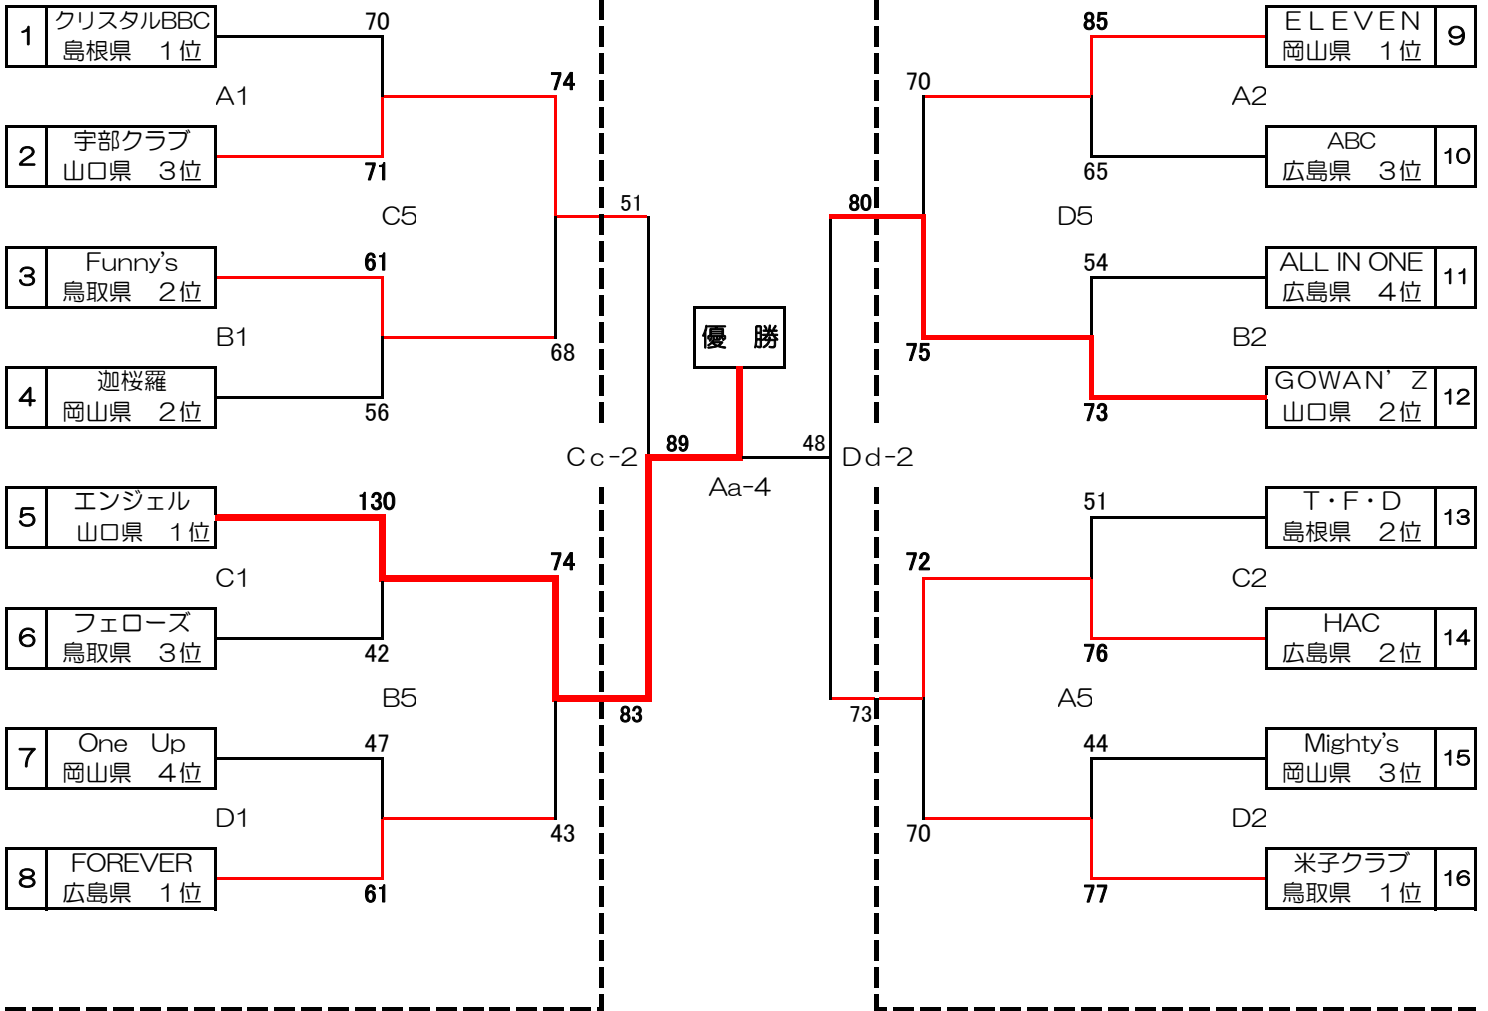 1
クリスタルBBC
島根県　1位
70
A1
2
宇部クラブ
山口県　3位
71
74
C5
3
Funny's
鳥取県　2位
61
B1
4
迦桜羅
岡山県　2位
56
68
51
Cc-2
5
エンジェル
山口県　1位
130
C1
6
フェローズ
鳥取県　3位
42
74
B5
83
7
One　Up
岡山県　4位
47
D1
8
FOREVER
広島県　1位
61
43
優　勝
89
48
Aa-4
80
Dd-2
73
85
ＥＬＥＶＥＮ
岡山県　1位
9
A2
70
ABC
広島県　3位
10
65
D5
54
ALL IN ONE
広島県　4位
11
B2
75
GOWAN’Z
山口県　2位
12
73
51
T・F・D
島根県　2位
13
C2
72
HAC
広島県　2位
14
76
A5
44
Mighty's
岡山県　3位
15
D2
70
米子クラブ
鳥取県　1位
16
77